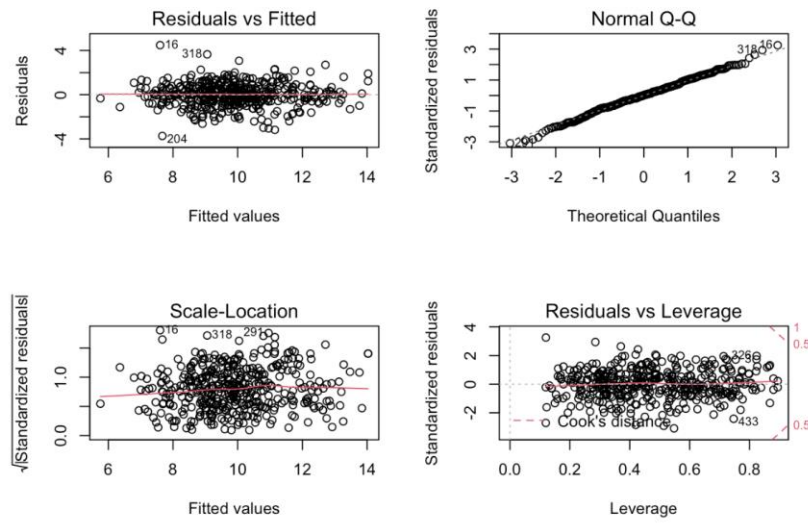 Residuals vs Fitted
Residuals
4
0
-4
16
318
204
6 8 10 12 14
Fitted values
Normal Q-Q
Standardized residuals
3
1
-1
-3
318 16
-3 -2 -1 0 1 2 3
Theoretical Quantiles
Scale-Location
√|Standardized residuals|
1.0
0.0
16
318
291
6 8 10 12 14
Fitted values
Residuals vs Leverage
Standardized residuals
4
2
0
-2
1
0.5
326
433
Cook's distance
0.5
0.0 0.2 0.4 0.6 0.8
Leverage